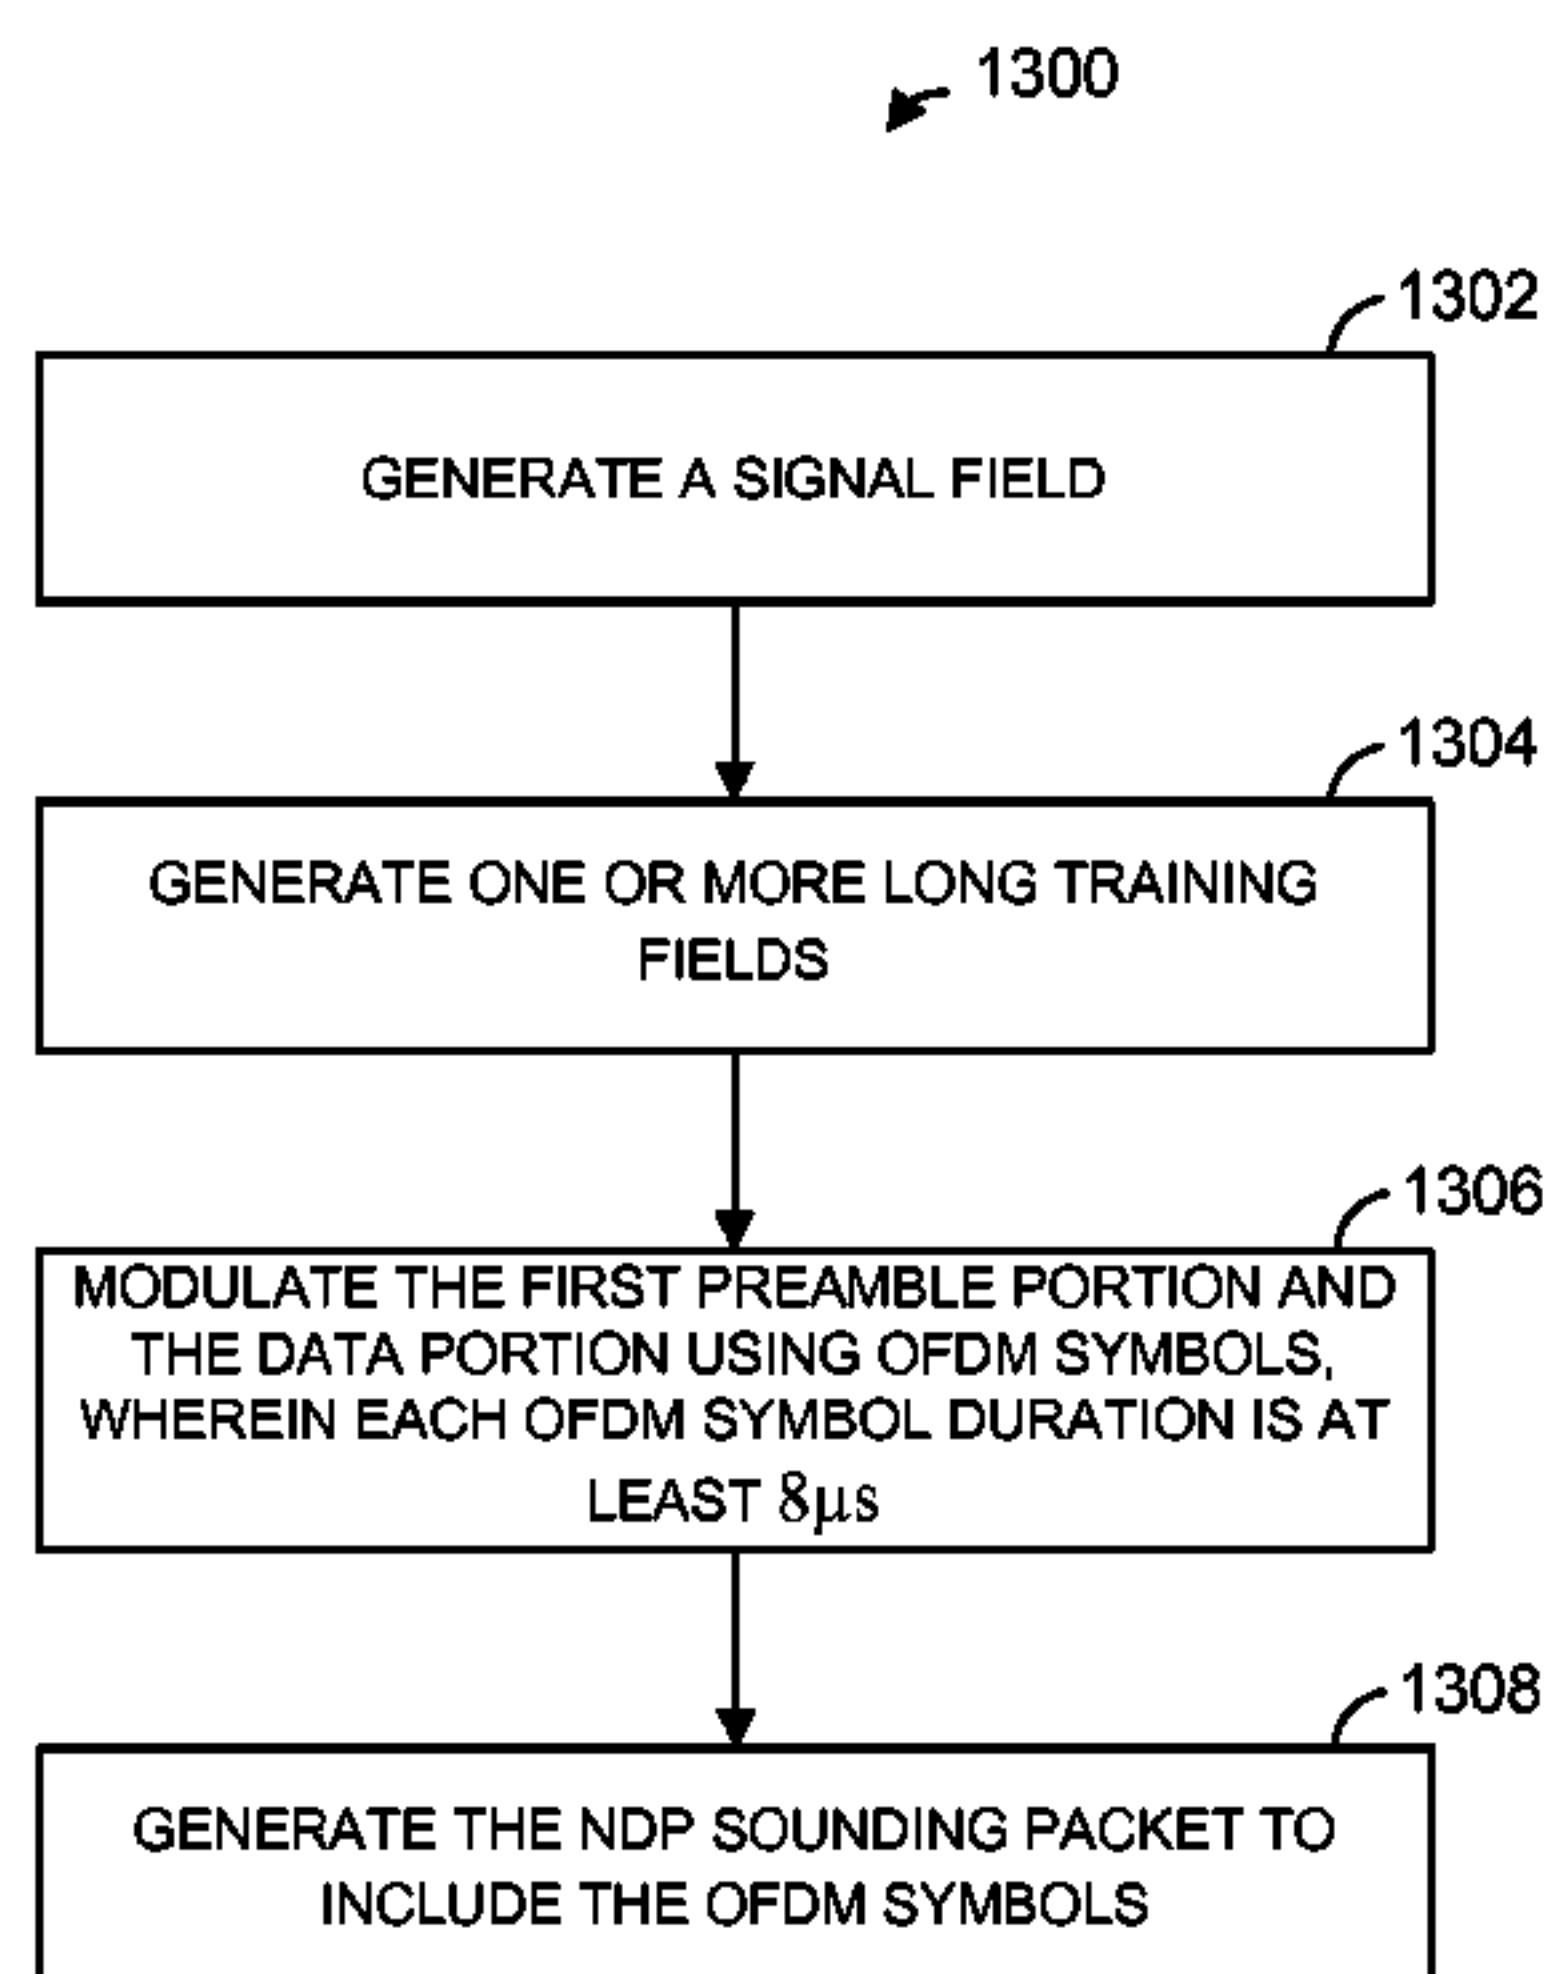 1300
1302
GENERATE A SIGNAL FIELD
1304
GENERATE ONE OR MORE LONG TRAINING
FIELDS
1306
MODULATE THE FIRST PREAMBLE PORTION AND
THE DATA PORTION USING OFDM SYMBOLS,
WHEREIN EACH OFDM SYMBOL DURATION IS AT
LEAST 8μs
1308
GENERATE THE NDP SOUNDING PACKET TO
INCLUDE THE OFDM SYMBOLS